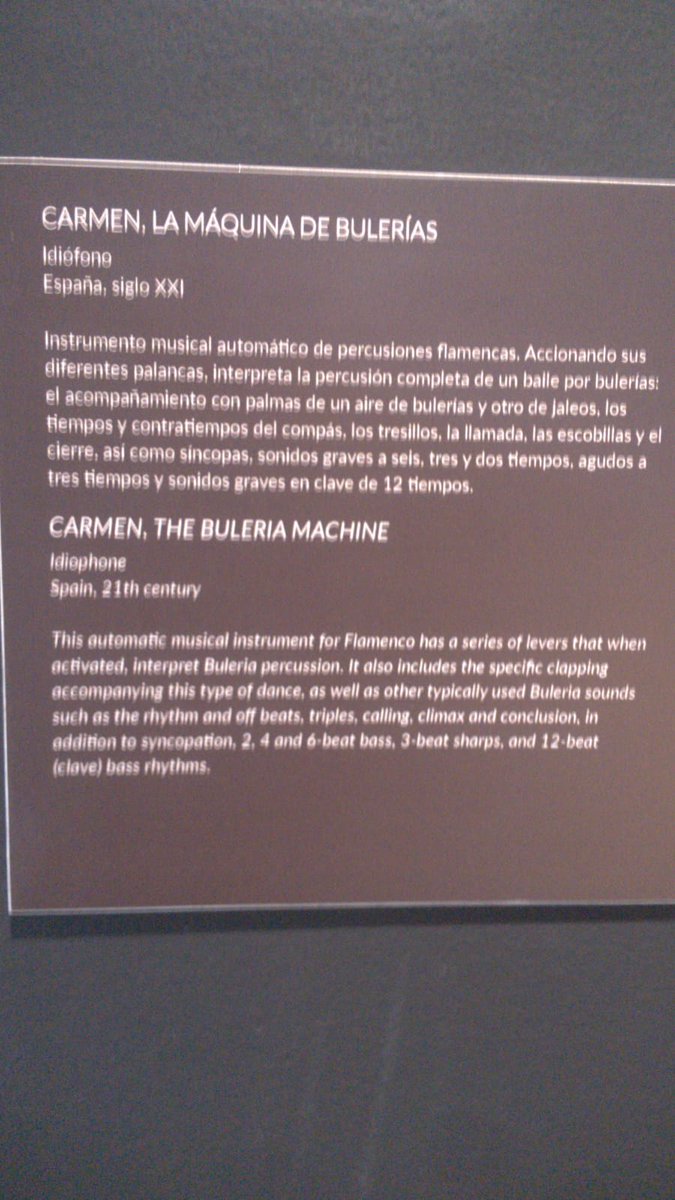 CARMEN, LA MÁQUINA DE BULERÍAS
Idiófono
España, siglo XXI
Instrumento musical automático de percusiones flamencas. Accionando sus
diferentes palancas, interpreta la percusión completa de un baile por bulerías:
el acompañamiento con palmas de un aire de bulerías y otro de jaleos, los
tiempos y contratiempos del compás, los tresillos, la llamada, las escobillas y el
cierre, así como síncopas, sonidos graves a seis, tres y dos tiempos, agudos a
tres tiempos y sonidos graves en clave de 12 tiempos.
CARMEN, THE BULERIA MACHINE
Idiophone
Spain, 21th century
This automatic musical instrument for Flamenco has a series of levers that when
activated, interpret Buleria percussion. It also includes the specific clapping
accompanying this type of dance, as well as other typically used Buleria sounds
such as the rhythm and off beats, triples, calling, climax and conclusion, in
addition to syncopation, 2, 4 and 6-beat bass, 3-beat sharps, and 12-beat
(clave) bass rhythms.